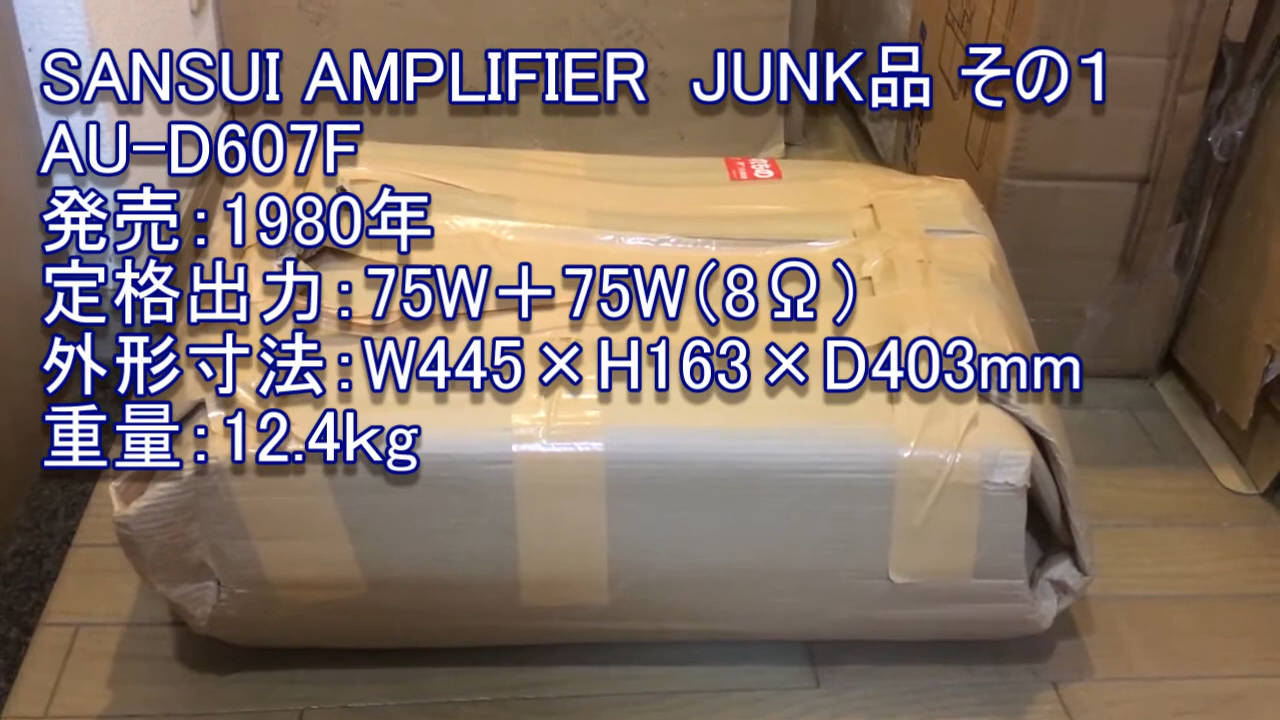 SANSUI AMPLIFIER　JUNK品 その1
AU-D607F
発売：1980年
定格出力：75W＋75W（8Ω）
外形寸法：W445×H163×D403mm
重量：12.4kg